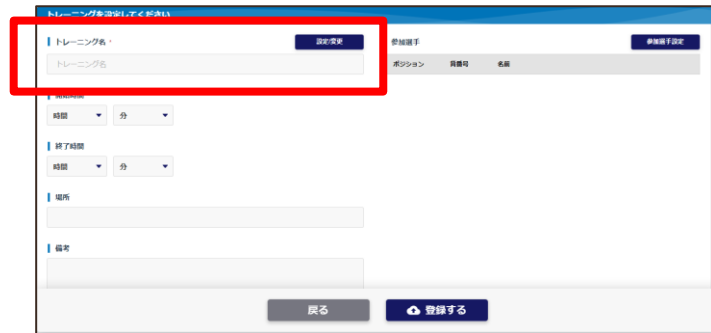 トレーニングを設定してください
トレーニング名 *
設定/変更
トレーニング名
開始時間
時間
分
終了時間
時間
分
場所
備考
参加選手
参加選手設定
ポジション
背番号
名前
戻る
登録する